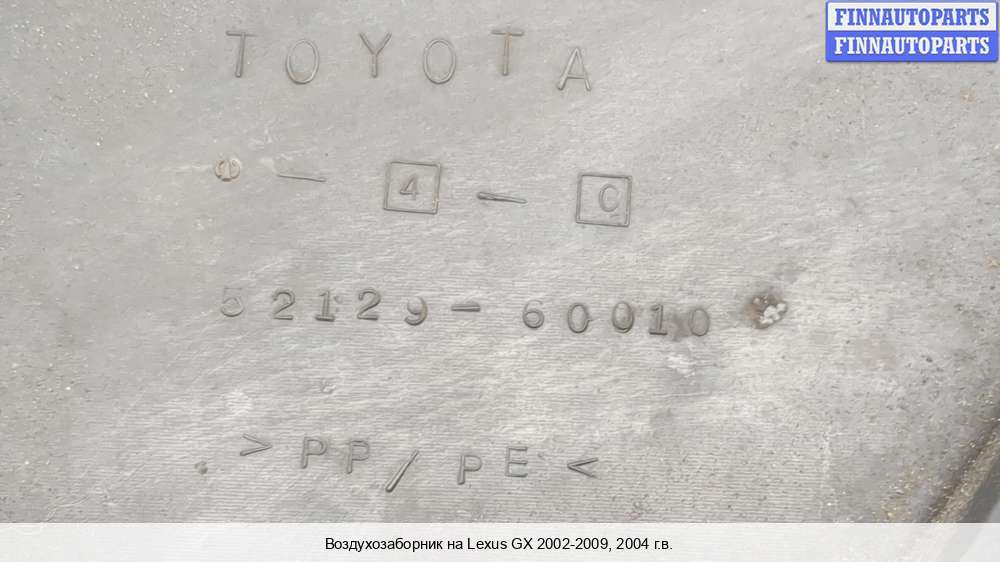 FINNAUTOPARTS
FINNAUTOPARTS
TOYOTA
- 4 - C
52129-60010
>PP/PE<
Воздухозаборник на Lexus GX 2002-2009, 2004 г.в.